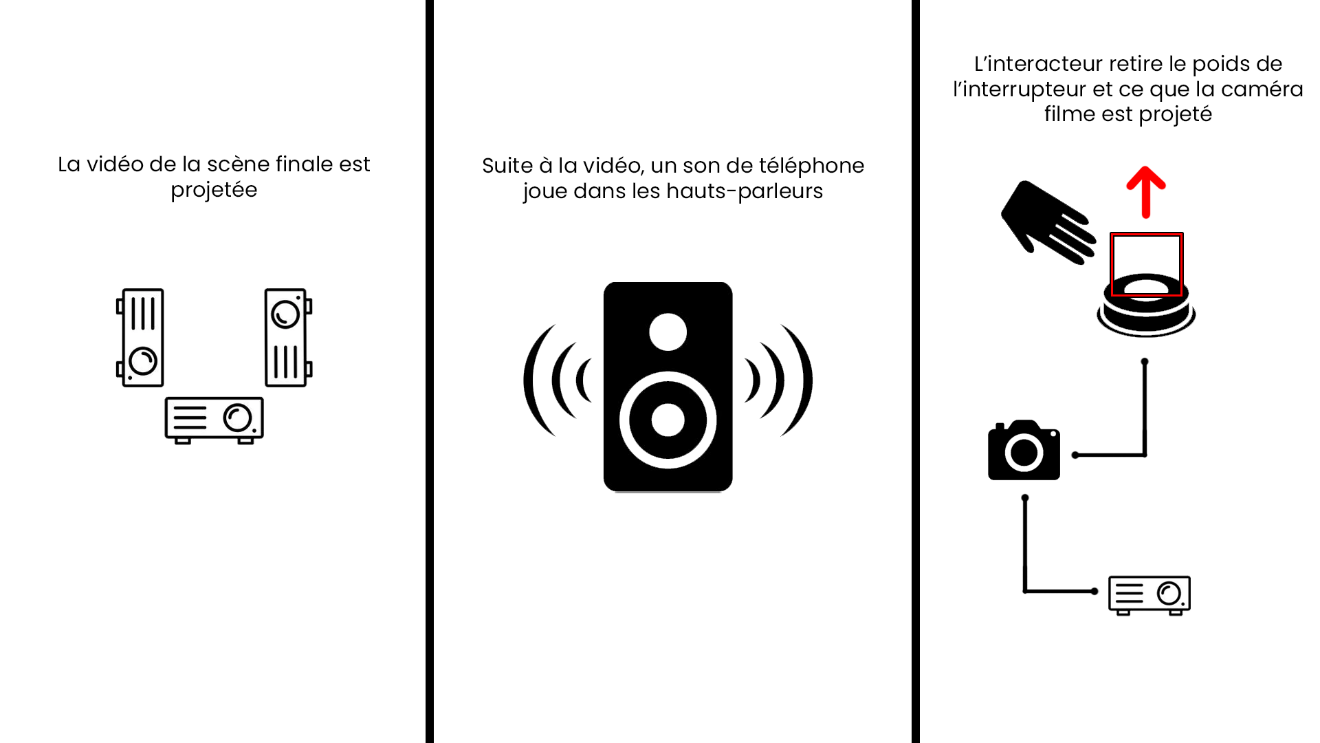 La vidéo de la scène finale est
projetée
Suite à la vidéo, un son de téléphone
joue dans les hauts-parleurs
L'interacteur retire le poids de
l'interrupteur et ce que la caméra
filme est projeté